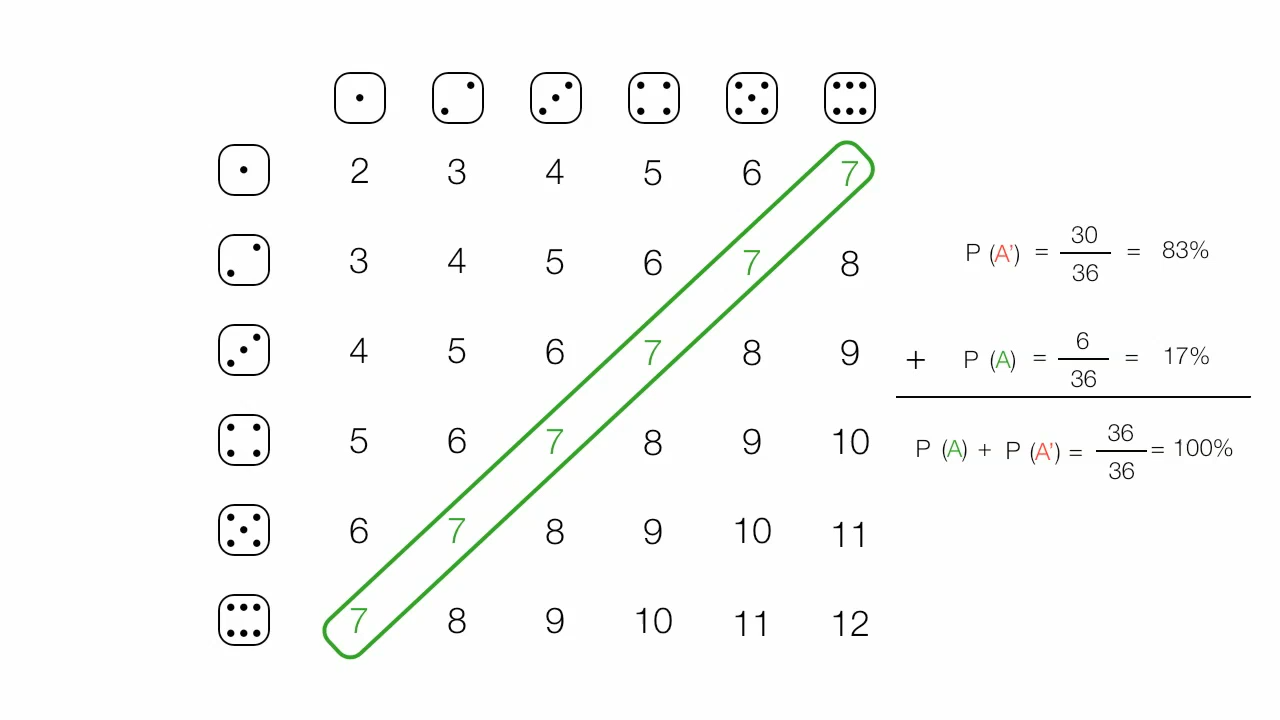 2 3 4 5 6 7
3 4 5 6 7 8
4 5 6 7 8 9
5 6 7 8 9 10
6 7 8 9 10 11
7 8 9 10 11 12
P (A') = 30/36 = 83%
+ P (A) = 6/36 = 17%
P (A) + P (A') = 36/36 = 100%